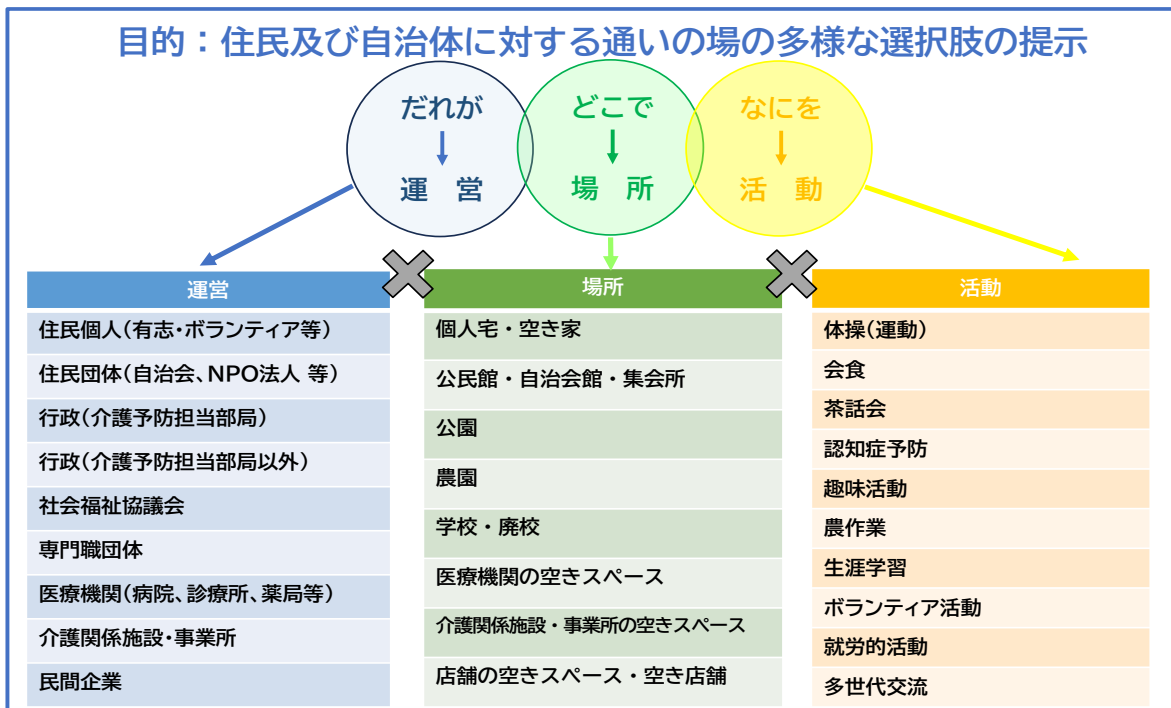 目的：住民及び自治体に対する通いの場の多様な選択肢の提示
だれが
運　営
どこで
場　所
なにを
活　動
運営
住民個人(有志・ボランティア等)
住民団体(自治会、NPO法人 等)
行政(介護予防担当部局)
行政(介護予防担当部局以外)
社会福祉協議会
専門職団体
医療機関(病院、診療所、薬局等)
介護関係施設・事業所
民間企業
場所
個人宅・空き家
公民館・自治会館・集会所
公園
農園
学校・廃校
医療機関の空きスペース
介護関係施設・事業所の空きスペース
店舗の空きスペース・空き店舗
活動
体操(運動)
会食
茶話会
認知症予防
趣味活動
農作業
生涯学習
ボランティア活動
就労的活動
多世代交流